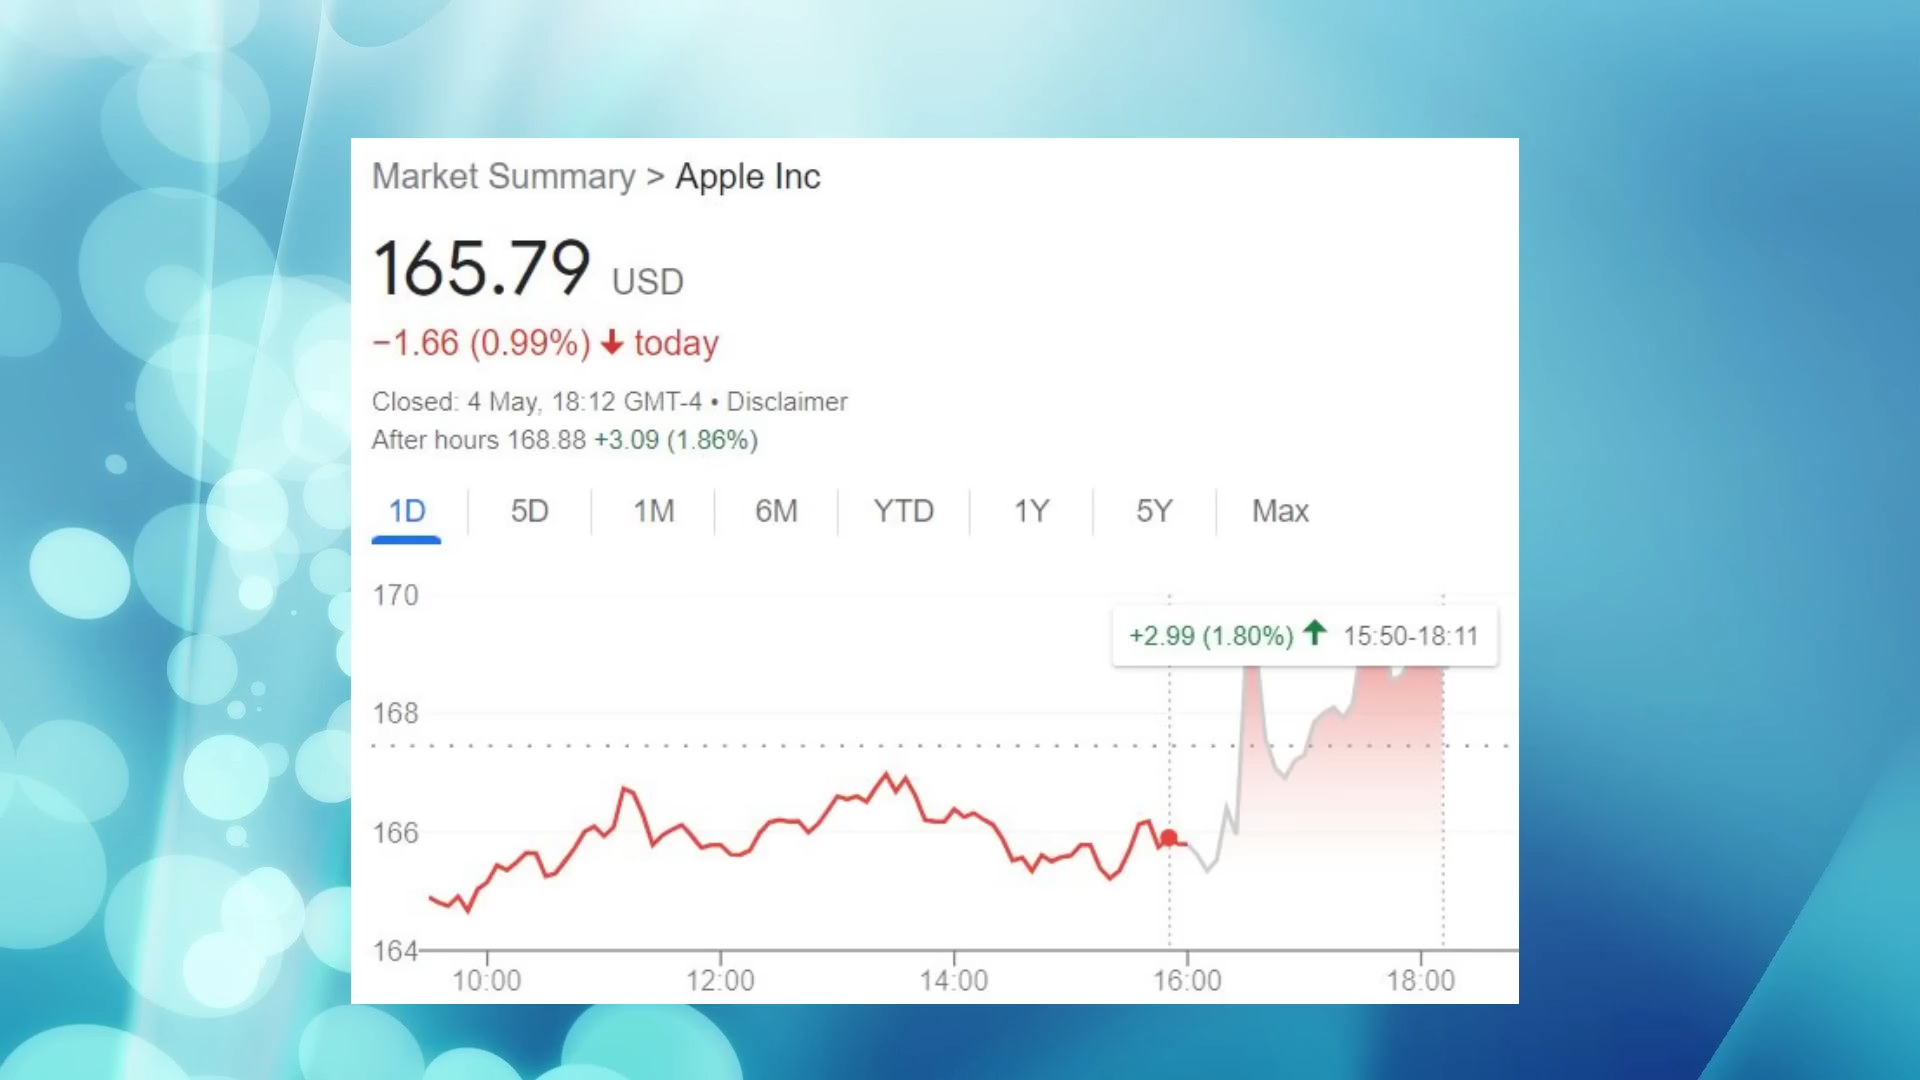 Market Summary > Apple Inc
165.79 USD
−1.66 (0.99%) ↓ today
Closed: 4 May, 18:12 GMT-4 • Disclaimer
After hours 168.88 +3.09 (1.86%)
1D 5D 1M 6M YTD 1Y 5Y Max
170
+2.99 (1.80%) ↑ 15:50-18:11
168
166
164
10:00 12:00 14:00 16:00 18:00